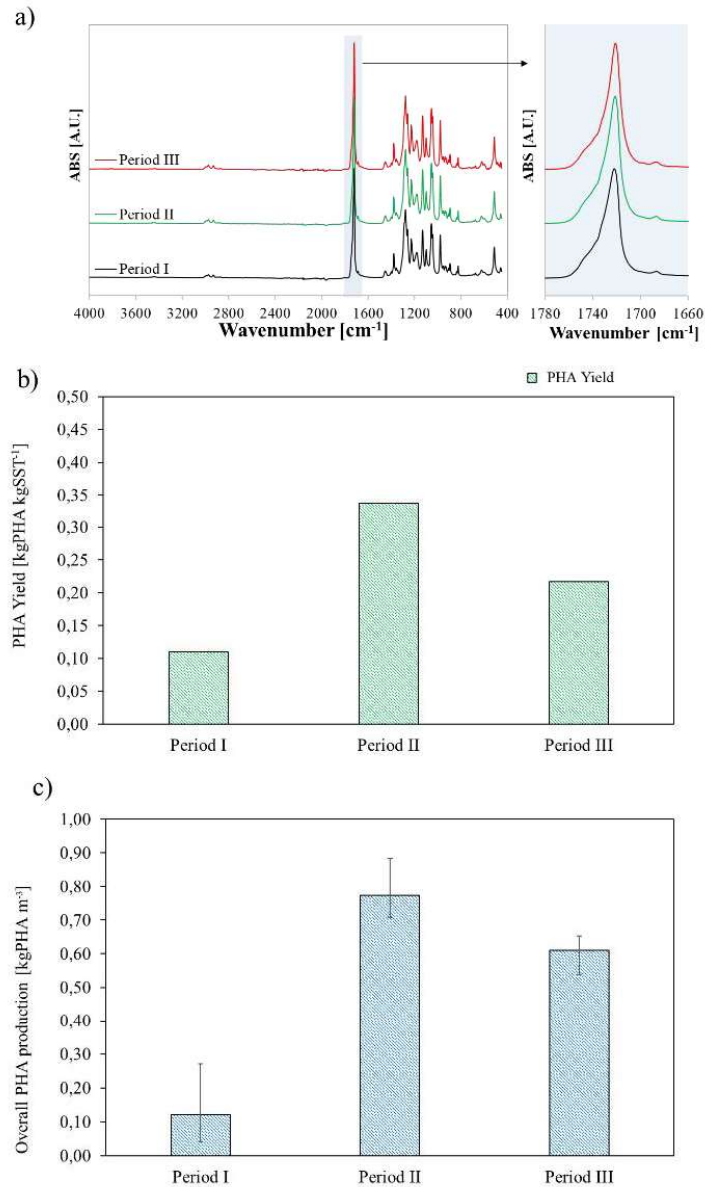 a)
ABS [A.U.]
Period III
Period II
Period I
4000 3600 3200 2800 2400 2000 1600 1200 800 400
Wavenumber [cm-1]
ABS [A.U.]
1780 1740 1700 1660
Wavenumber [cm-1]
b)
PHA Yield
PHA Yield [kgPHA kgSST-1]
0,50
0,45
0,40
0,35
0,30
0,25
0,20
0,15
0,10
0,05
0,00
Period I Period II Period III
c)
Overall PHA production [kgPHA m-3]
1,00
0,90
0,80
0,70
0,60
0,50
0,40
0,30
0,20
0,10
0,00
Period I Period II Period III